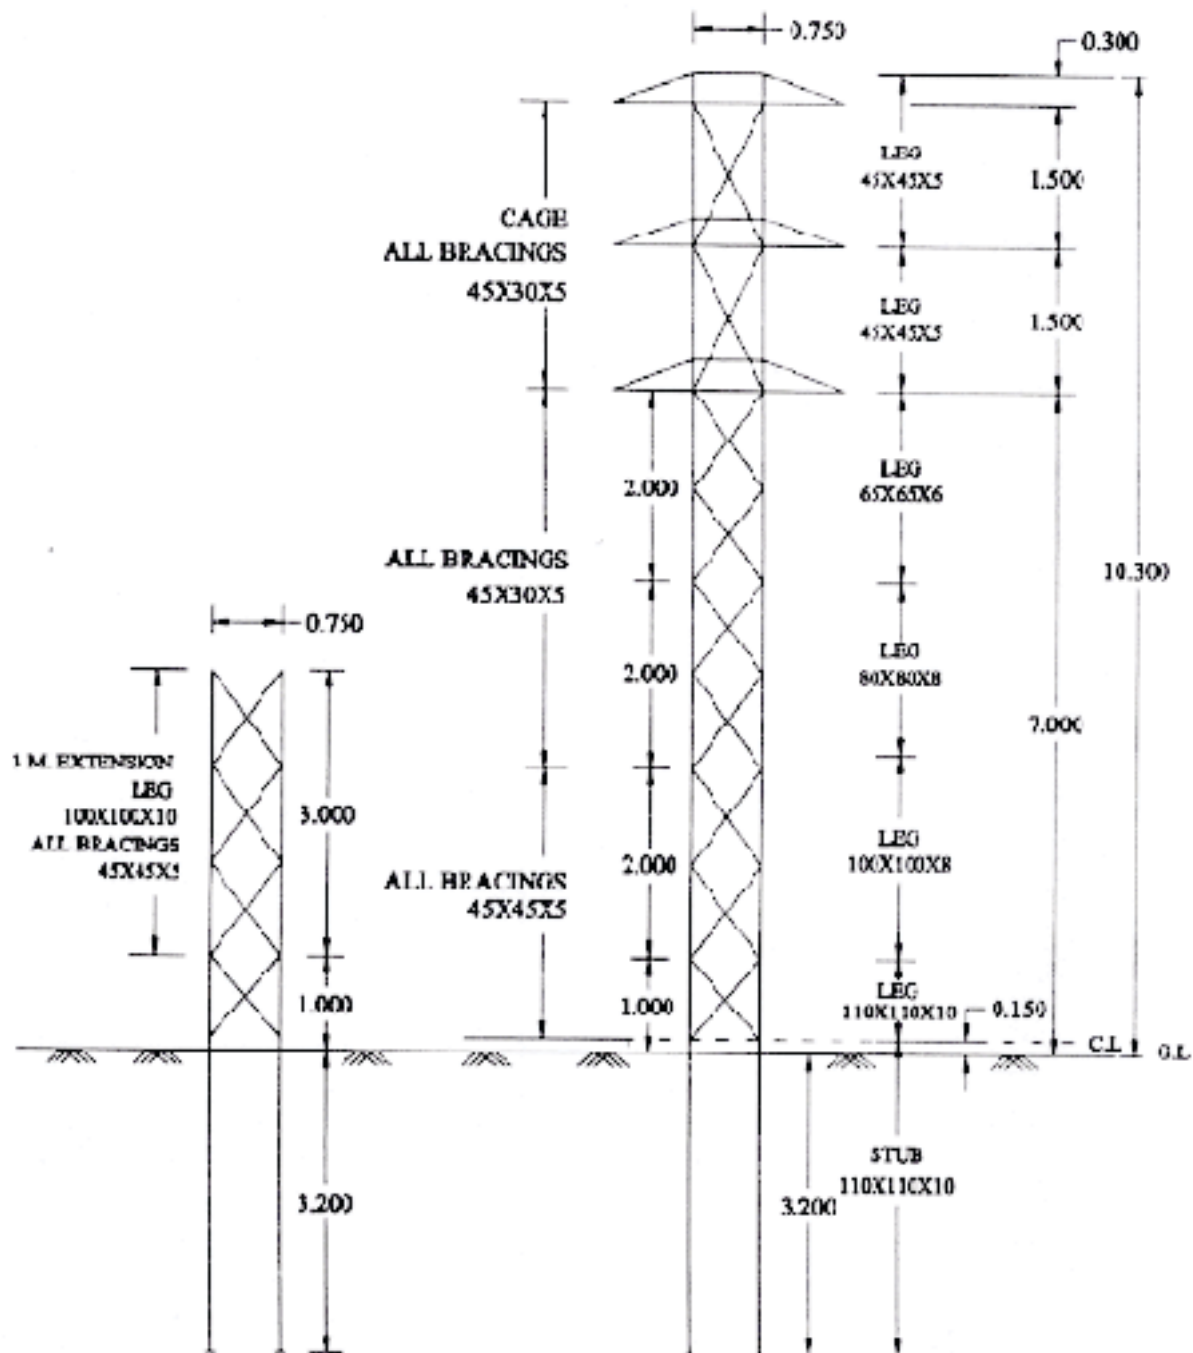 0.750
0.300
LEG
45X45X5
1.500
CAGE
ALL BRACINGS
45X30X5
LEG
45X45X5
1.500
2.000
LEG
65X65X6
ALL BRACINGS
45X30X5
10.300
0.750
2.000
LEG
80X80X8
7.000
M. EXTENSION
LEG
100X100X10
ALL BRACINGS
45X45X5
3.000
2.000
LEG
100X100X8
ALL BRACINGS
45X45X5
1.000
1.000
LEG
110X110X10
0.150
C.L
G.L
3.200
3.200
STUB
110X110X10